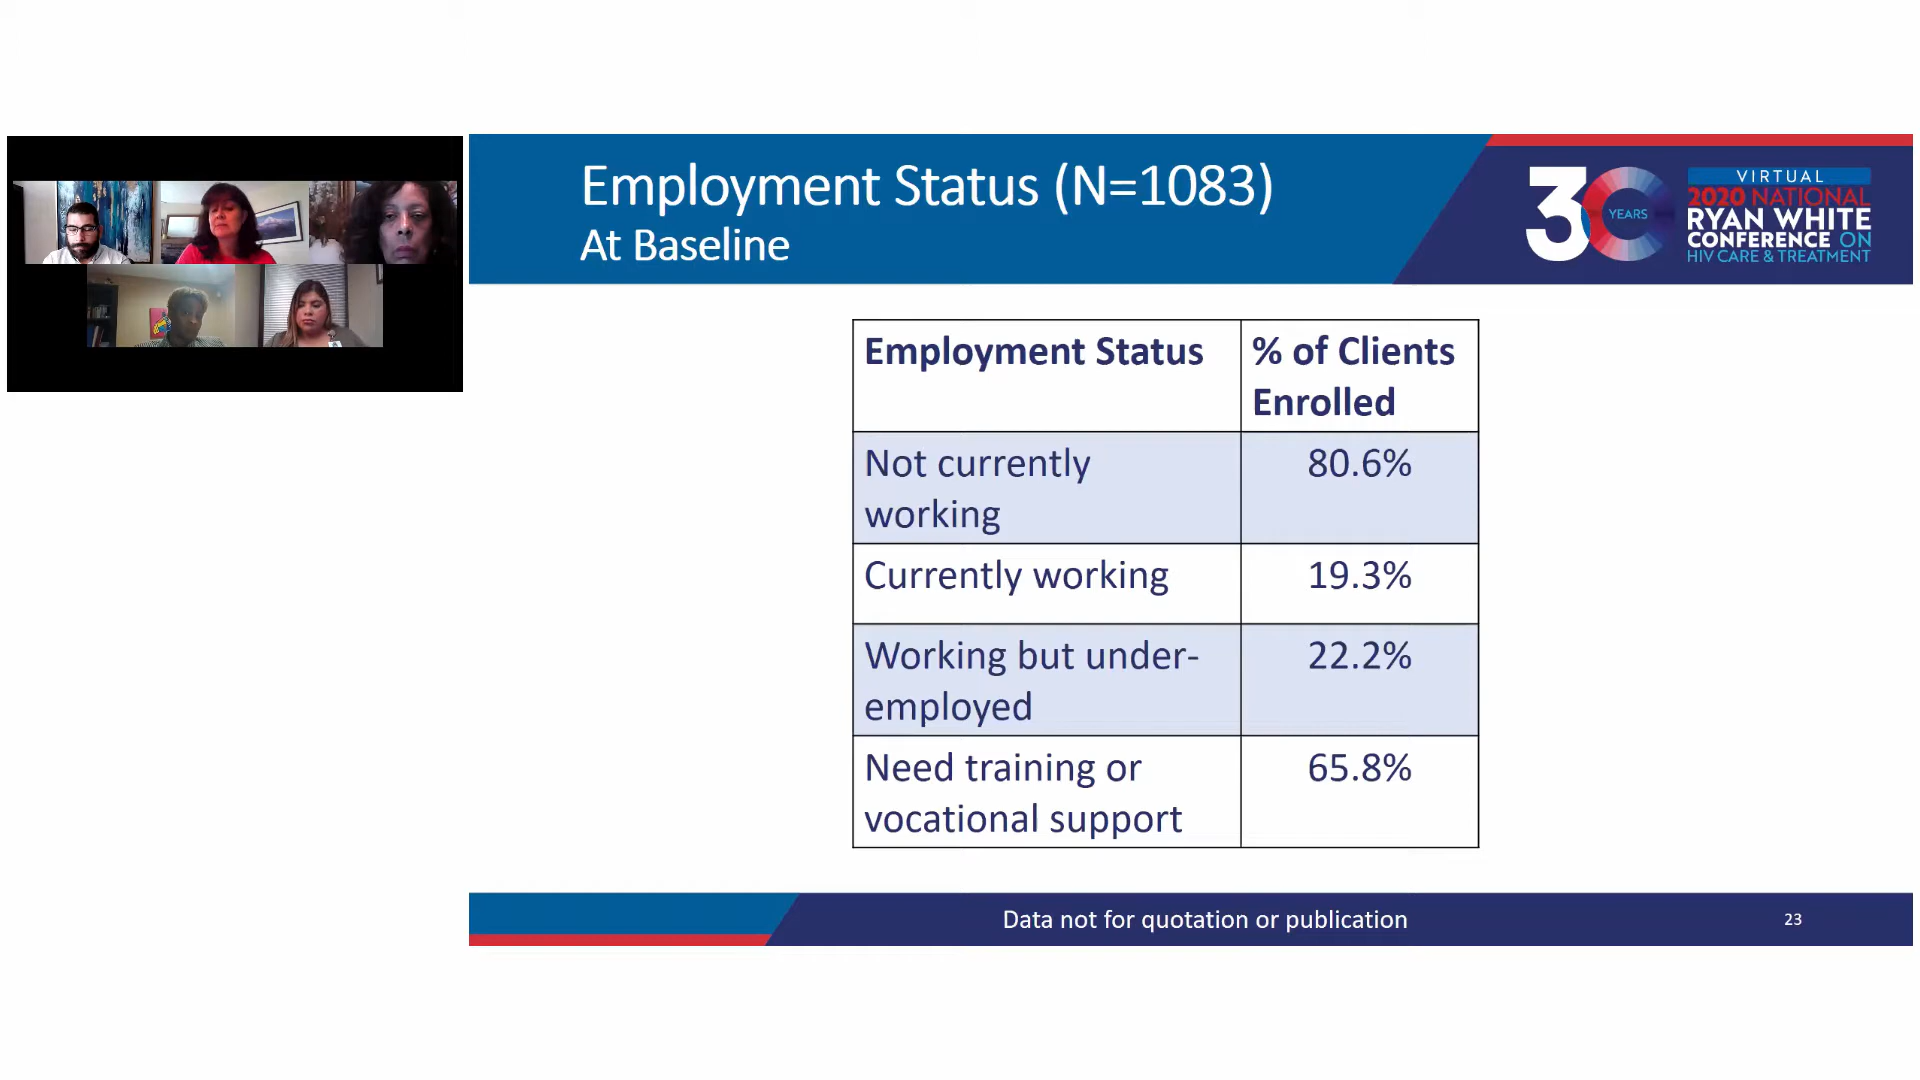 Employment Status (N=1083)
At Baseline
30
YEARS
VIRTUAL
2020 NATIONAL
RYAN WHITE
CONFERENCE ON
HIV CARE & TREATMENT
Employment Status
% of Clients
Enrolled
Not currently
working
80.6%
Currently working
19.3%
Working but under-
employed
22.2%
Need training or
vocational support
65.8%
Data not for quotation or publication
23